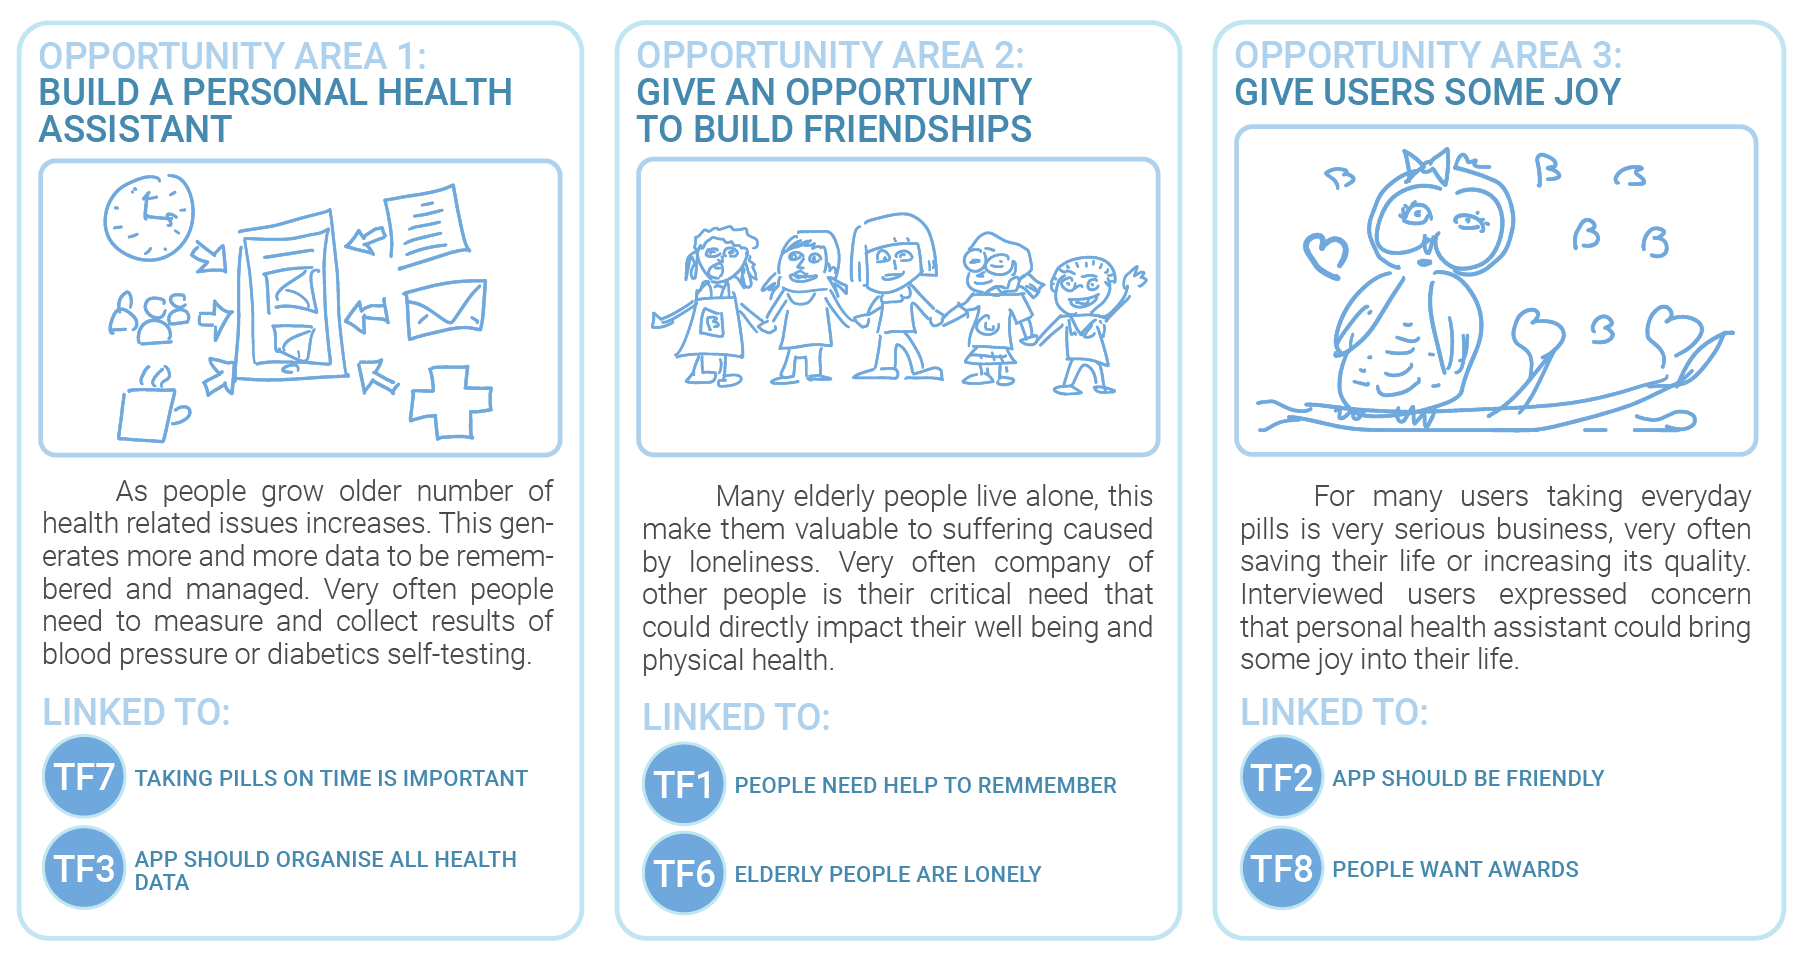 OPPORTUNITY AREA 1:
BUILD A PERSONAL HEALTH
ASSISTANT
As people grow older number of
health related issues increases. This gen-
erates more and more data to be remem-
bered and managed. Very often people
need to measure and collect results of
blood pressure or diabetics self-testing.
LINKED TO:
TF7 TAKING PILLS ON TIME IS IMPORTANT
TF3 APP SHOULD ORGANISE ALL HEALTH
DATA
OPPORTUNITY AREA 2:
GIVE AN OPPORTUNITY
TO BUILD FRIENDSHIPS
Many elderly people live alone, this
make them valuable to suffering caused
by loneliness. Very often company of
other people is their critical need that
could directly impact their well being and
physical health.
LINKED TO:
TF1 PEOPLE NEED HELP TO REMMEMBER
TF6 ELDERLY PEOPLE ARE LONELY
OPPORTUNITY AREA 3:
GIVE USERS SOME JOY
For many users taking everyday
pills is very serious business, very often
saving their life or increasing its quality.
Interviewed users expressed concern
that personal health assistant could bring
some joy into their life.
LINKED TO:
TF2 APP SHOULD BE FRIENDLY
TF8 PEOPLE WANT AWARDS